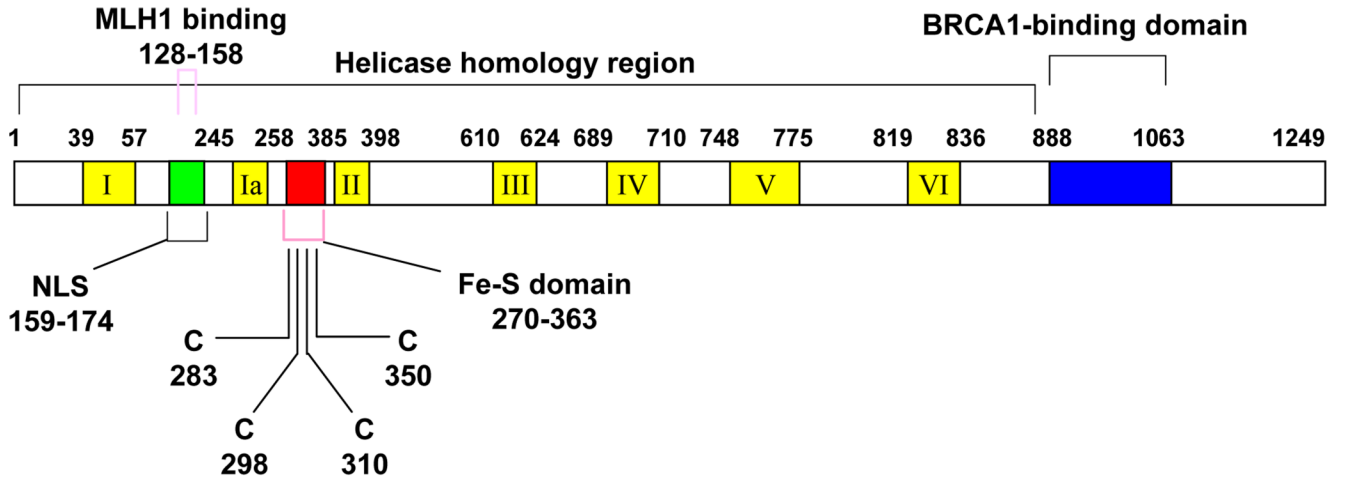 MLH1 binding
128-158
BRCA1-binding domain
Helicase homology region
1 39 57 245 258 385 398 610 624 689 710 748 775 819 836 888 1063 1249
I Ia II III IV V VI
NLS
159-174
Fe-S domain
270-363
C
283
C
350
C
298
C
310